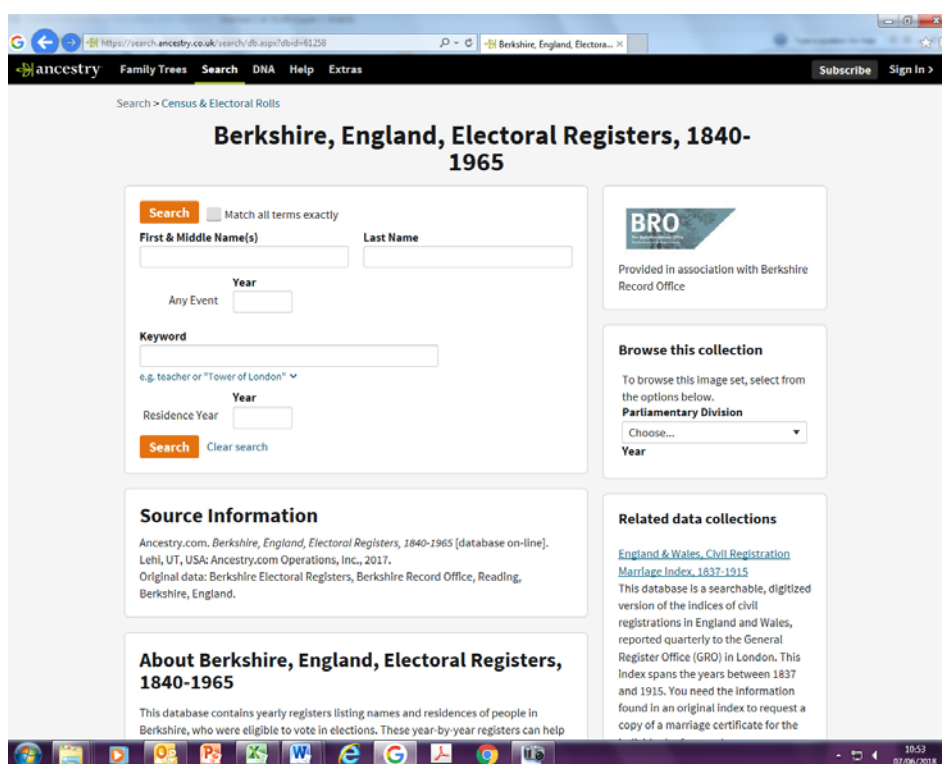 https://search.ancestry.co.uk/search/db.aspx?dbid=61258
Berkshire, England, Electora...
ancestry Family Trees Search DNA Help Extras Subscribe Sign In >
Search > Census & Electoral Rolls
Berkshire, England, Electoral Registers, 1840-
1965
Search Match all terms exactly
First & Middle Name(s) Last Name
Year
Any Event
Keyword
e.g. teacher or "Tower of London"
Year
Residence Year
Search Clear search
BRO
Provided in association with Berkshire
Record Office
Browse this collection
To browse this image set, select from
the options below.
Parliamentary Division
Choose...
Year
Source Information
Ancestry.com. Berkshire, England, Electoral Registers, 1840-1965 [database on-line].
Lehi, UT, USA: Ancestry.com Operations, Inc., 2017.
Original data: Berkshire Electoral Registers, Berkshire Record Office, Reading,
Berkshire, England.
Related data collections
England & Wales, Civil Registration
Marriage Index, 1837-1915
This database is a searchable, digitized
version of the indices of civil
registrations in England and Wales,
reported quarterly to the General
Register Office (GRO) in London. This
Index spans the years between 1837
and 1915. You need the information
found in an original index to request a
copy of a marriage certificate for the
About Berkshire, England, Electoral Registers,
1840-1965
This database contains yearly registers listing names and residences of people in
Berkshire, who were eligible to vote in elections. These year-by-year registers can help
10:53
07/06/2018